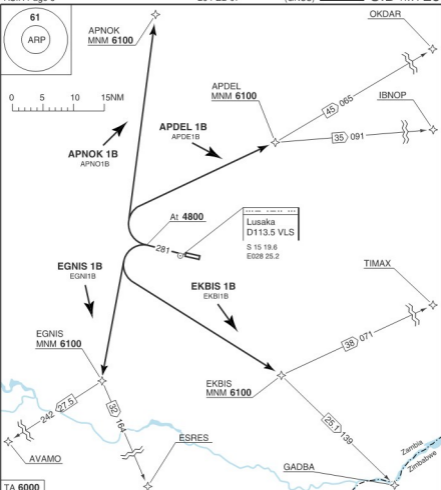 OKDAR
61
ARP
APNOK
MNM 6100
APDEL
MNM 6100
IBNOP
0 5 10 15NM
45 065
35 091
APDEL 1B
APDE1B
APNOK 1B
APNO1B
At 4800
Lusaka
D113.5 VLS
S 15 19.6
E028 25.2
281
EGNIS 1B
EGNI1B
EKBIS 1B
EKBI1B
TIMAX
EGNIS
MNM 6100
38 071
EKBIS
MNM 6100
242 27.5
32 164
25.1 139
ESRES
AVAMO
GADBA
Zambia
Zimbabwe
TA 6000